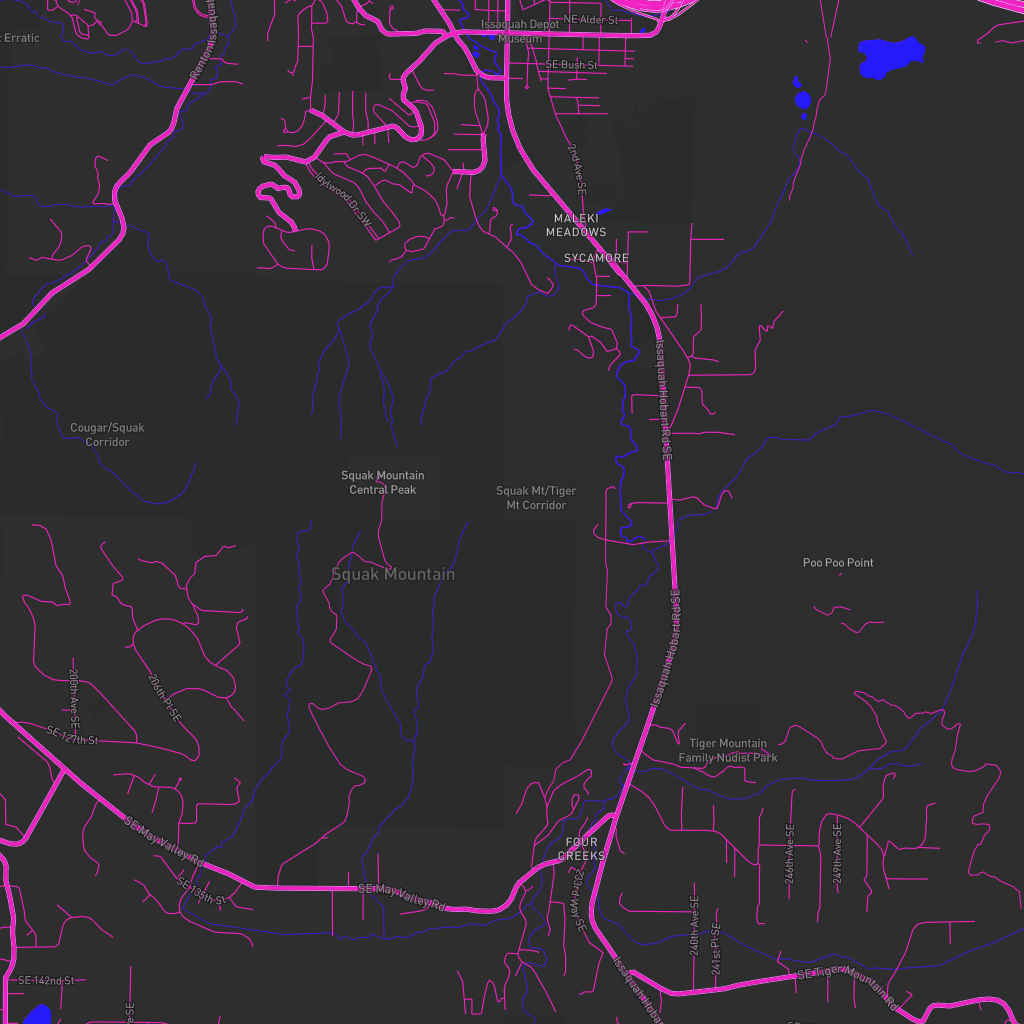 NE Alder St
Issaquah Depot
Museum
Erratic
SE Bush St
2nd Ave SE
Idylwood Dr SW
MALEKI
MEADOWS
SYCAMORE
Issaquah Hobart Rd SE
Cougar/Squak
Corridor
Squak Mountain
Central Peak
Squak Mt/Tiger
Mt Corridor
Poo Poo Point
Squak Mountain
Issaquah Hobart Rd SE
200th Ave SE
206th Pl SE
SE 127th St
Tiger Mountain
Family Nudist Park
SE May Valley Rd
FOUR
CREEKS
246th Ave SE
249th Ave SE
SE 135th St
SE May Valley Rd
233rd Way SE
240th Ave SE
241st Pl SE
SE 142nd St
SE Tiger Mountain Rd